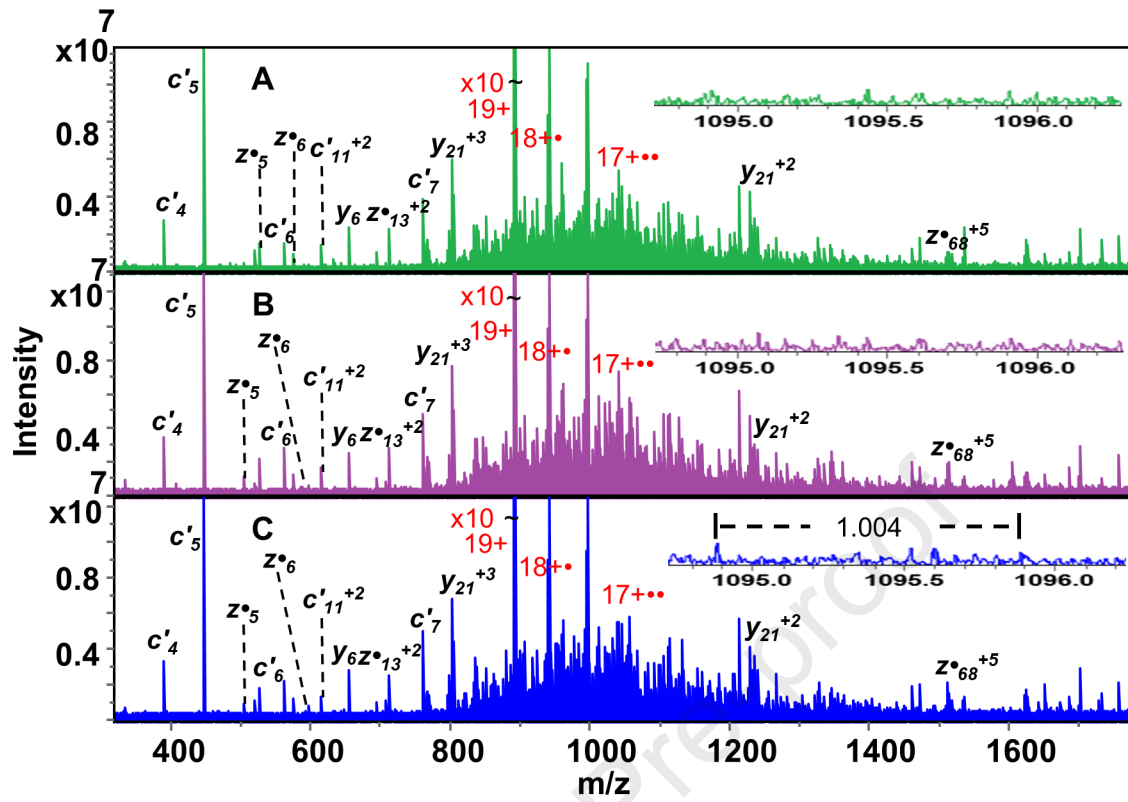 7
x10
A
c'5
x10 ~
19+
18+•
17+••
1095.0 1095.5 1096.0
0.8
z•5
z•6
c'11+2
y21+3
c'7
y21+2
0.4
c'4
c'6
y6
z•13+2
z•68+5
7
x10
B
c'5
x10 ~
19+
18+•
17+••
1095.0 1095.5 1096.0
0.8
z•6
z•5
c'11+2
y21+3
c'7
y21+2
0.4
c'4
c'6
y6
z•13+2
z•68+5
7
x10
C
c'5
x10 ~
19+
18+•
17+••
1.004
1095.0 1095.5 1096.0
0.8
z•6
z•5
c'11+2
y21+3
c'7
y21+2
0.4
c'4
c'6
y6
z•13+2
z•68+5
Intensity
400 600 800 1000 1200 1400 1600
m/z
Pre proof